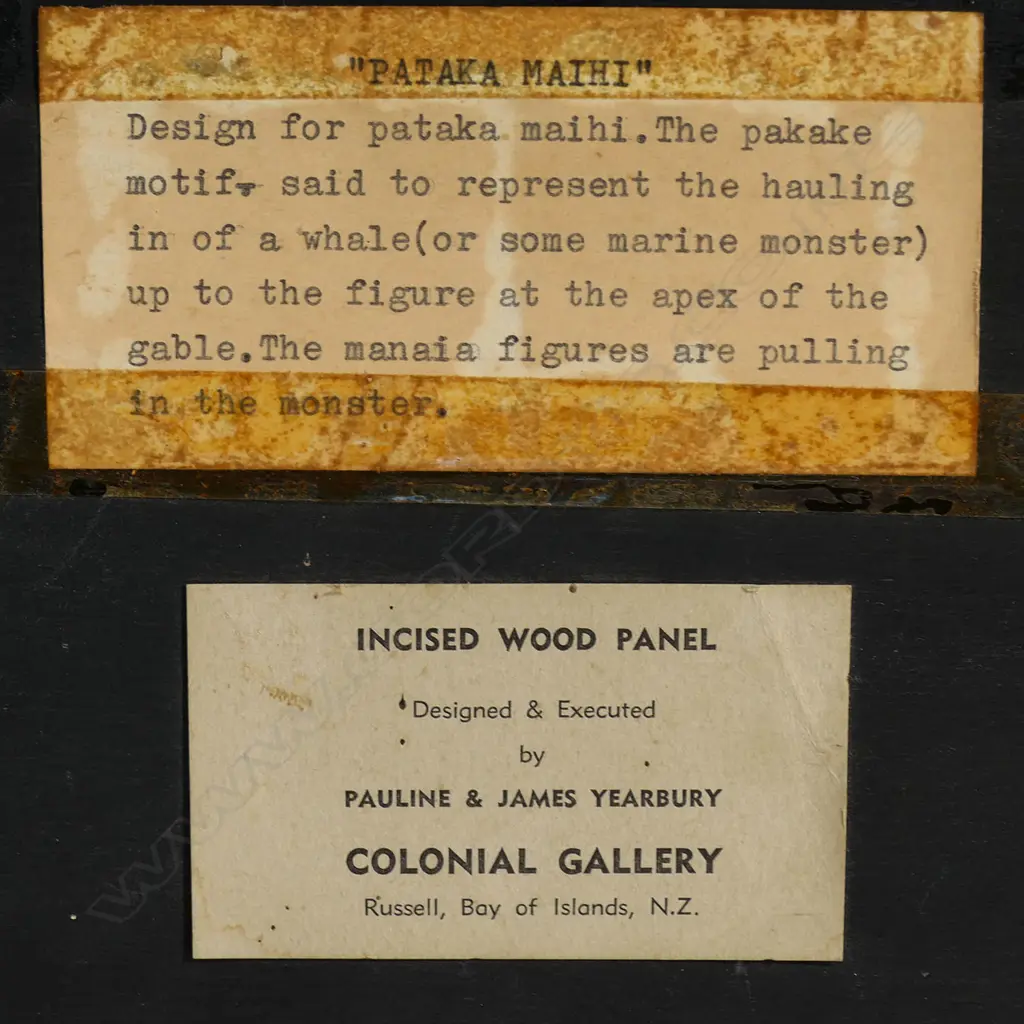 "PATAKA MAIHI"
Design for pataka maihi.The pakake
motif, said to represent the hauling
in of a whale(or some marine monster)
up to the figure at the apex of the
gable.The manaia figures are pulling
in the monster.
INCISED WOOD PANEL
Designed & Executed
by
PAULINE & JAMES YEARBURY
COLONIAL GALLERY
Russell, Bay of Islands, N.Z.